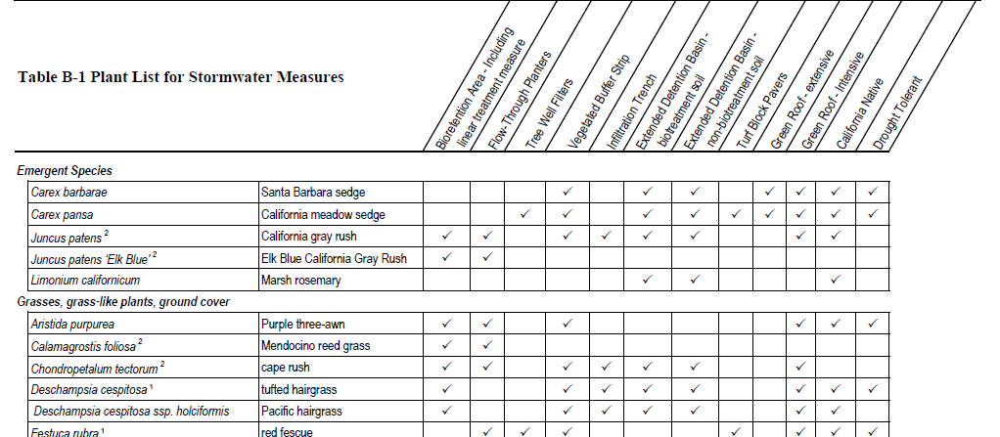 Table B-1 Plant List for Stormwater Measures
Bioretention Area - Including
linear treatment measure
Flow- Through Planters
Tree Well Filters
Vegetated Buffer Strip
Infiltration Trench
Extended Detention Basin -
biotreatment soil
Extended Detention Basin -
non-biotreatment soil
Turf Block Pavers
Green Roof - extensive
Green Roof - Intensive
California Native
Drought Tolerant
Emergent Species
Carex barbarae Santa Barbara sedge ✓ ✓ ✓ ✓ ✓ ✓ ✓
Carex pansa California meadow sedge ✓ ✓ ✓ ✓ ✓ ✓ ✓ ✓ ✓
Juncus patens ² California gray rush ✓ ✓ ✓ ✓ ✓ ✓ ✓ ✓
Juncus patens ‘Elk Blue’ ² Elk Blue California Gray Rush ✓ ✓
Limonium californicum Marsh rosemary ✓ ✓ ✓
Grasses, grass-like plants, ground cover
Aristida purpurea Purple three-awn ✓ ✓ ✓ ✓ ✓ ✓
Calamagrostis foliosa ² Mendocino reed grass ✓ ✓
Chondropetalum tectorum ² cape rush ✓ ✓ ✓ ✓ ✓ ✓ ✓
Deschampsia cespitosa ¹ tufted hairgrass ✓ ✓ ✓ ✓ ✓ ✓ ✓ ✓
Deschampsia cespitosa ssp. holciformis Pacific hairgrass ✓ ✓ ✓ ✓ ✓ ✓ ✓
Festuca rubra ¹ red fescue ✓ ✓ ✓ ✓ ✓ ✓ ✓